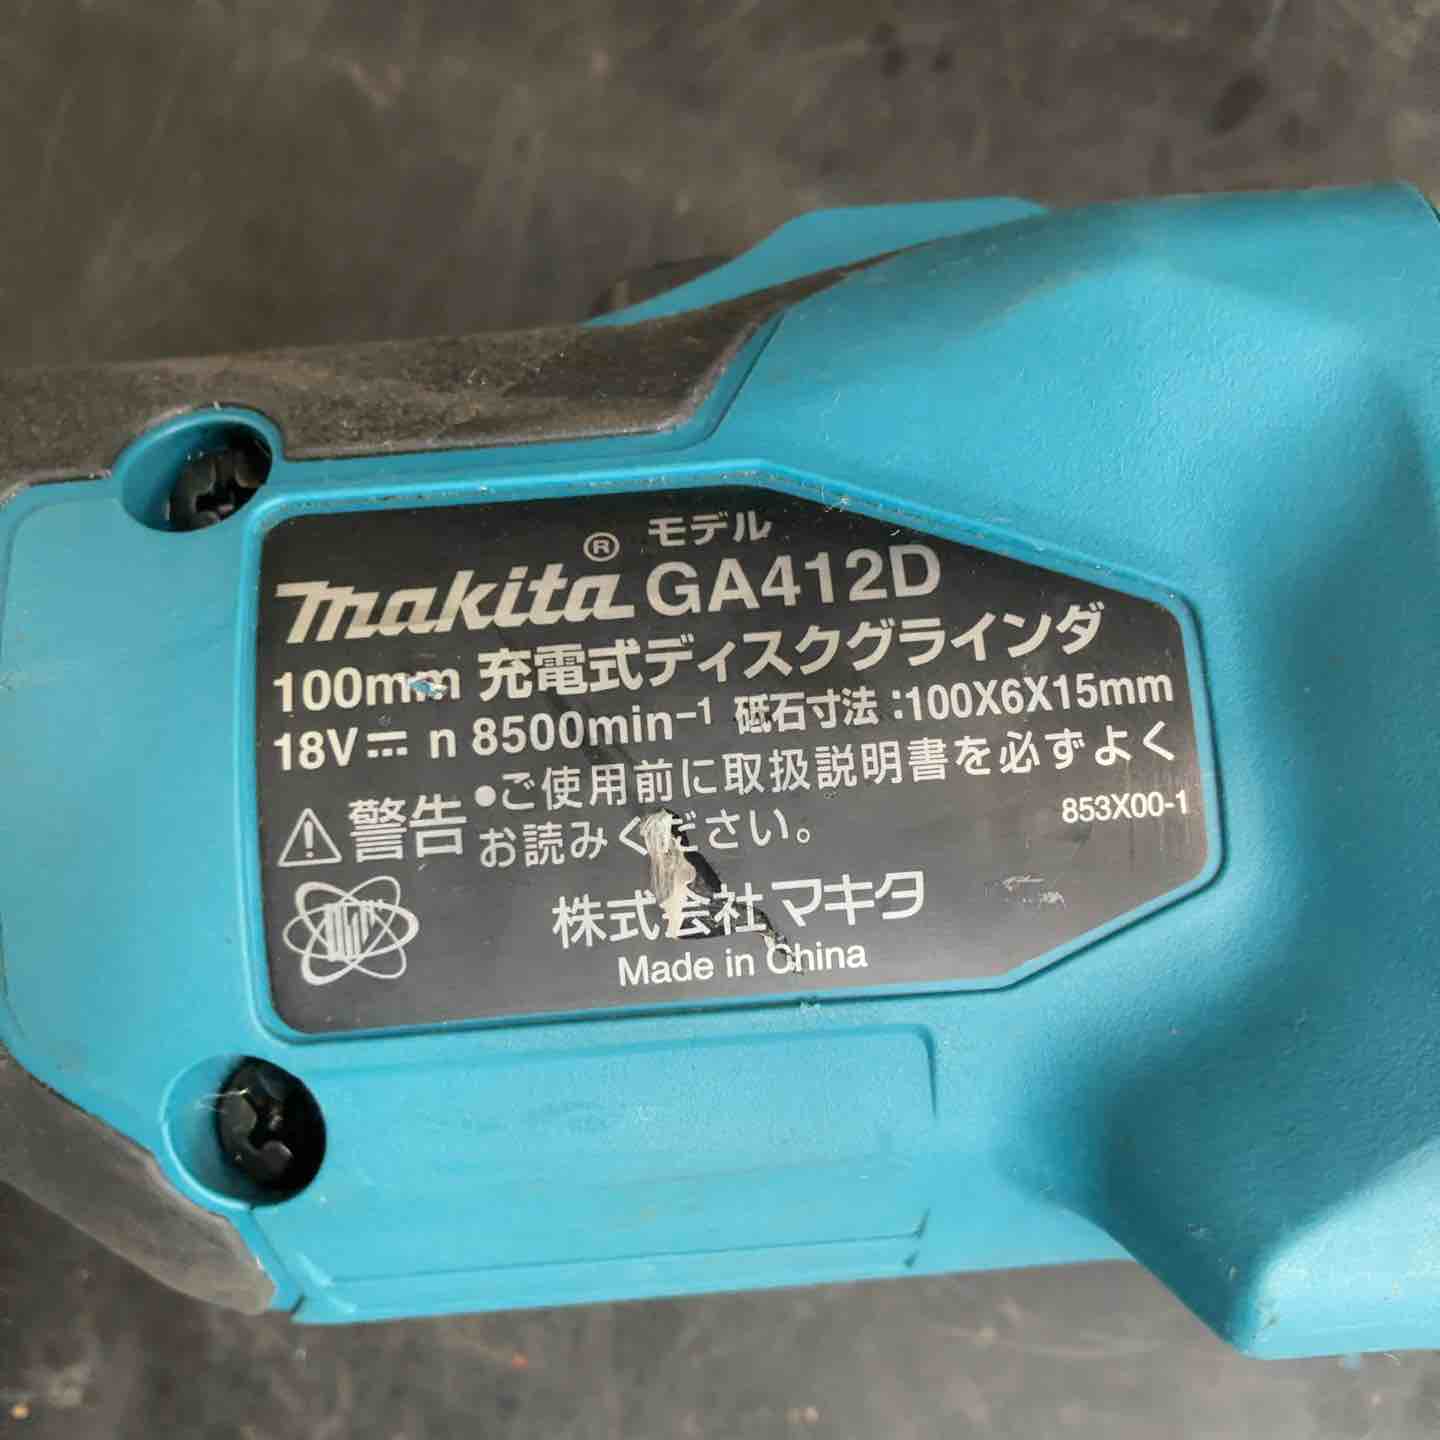 モデル
makita® GA412D
100mm 充電式ディスクグラインダ
18V⎓ n 8500min⁻¹ 砥石寸法:100X6X15mm
⚠警告 ●ご使用前に取扱説明書を必ずよく
お読みください。
853X00-1
株式会社マキタ
Made in China